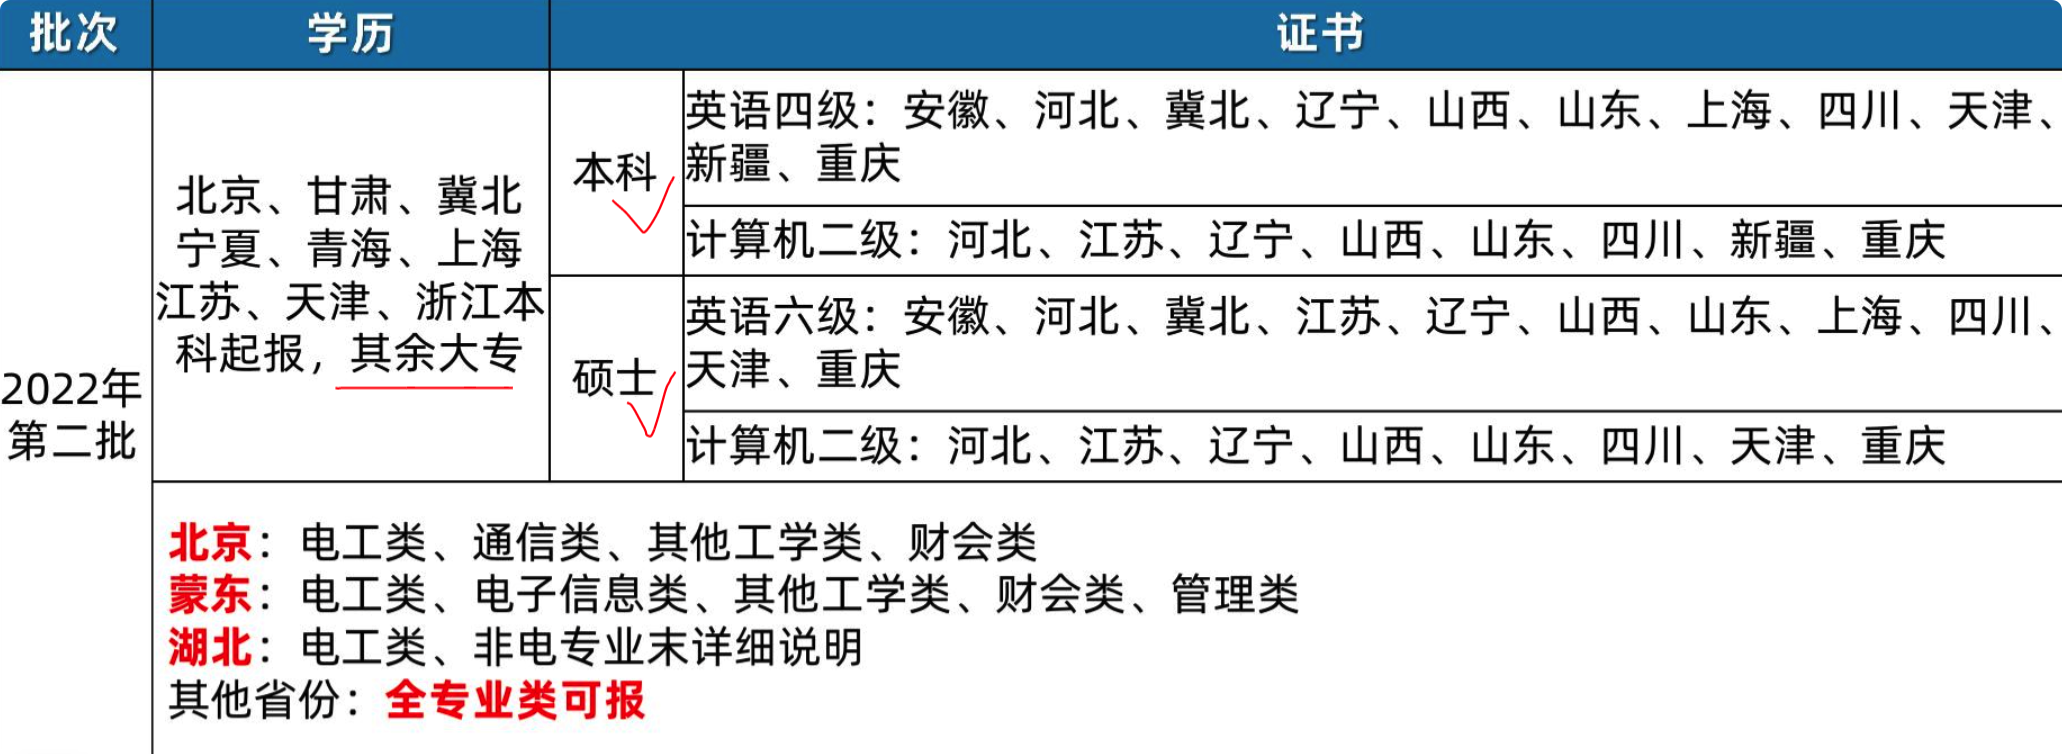 批次
学历
证书
2022年
第二批
北京、甘肃、冀北
宁夏、青海、上海
江苏、天津、浙江本
科起报，其余大专
本科
英语四级：安徽、河北、冀北、辽宁、山西、山东、上海、四川、天津、
新疆、重庆
计算机二级：河北、江苏、辽宁、山西、山东、四川、新疆、重庆
硕士
英语六级：安徽、河北、冀北、江苏、辽宁、山西、山东、上海、四川、
天津、重庆
计算机二级：河北、江苏、辽宁、山西、山东、四川、天津、重庆
北京：电工类、通信类、其他工学类、财会类
蒙东：电工类、电子信息类、其他工学类、财会类、管理类
湖北：电工类、非电专业末详细说明
其他省份：全专业类可报